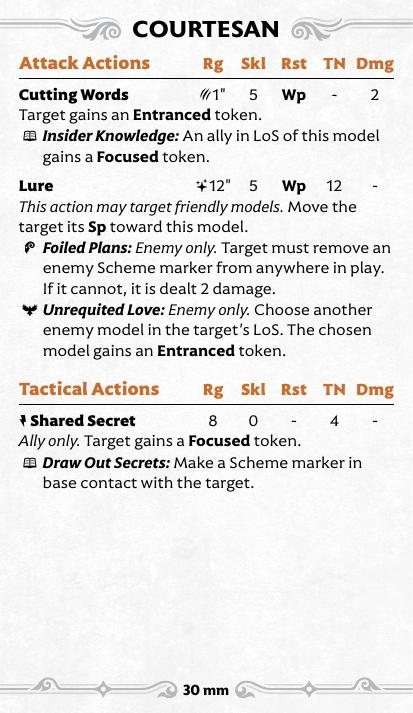 COURTESAN
Attack Actions Rg Skl Rst TN Dmg
Cutting Words 1" 5 Wp - 2
Target gains an Entranced token.
Insider Knowledge: An ally in LoS of this model
gains a Focused token.
Lure 12" 5 Wp 12 -
This action may target friendly models. Move the
target its Sp toward this model.
Foiled Plans: Enemy only. Target must remove an
enemy Scheme marker from anywhere in play.
If it cannot, it is dealt 2 damage.
Unrequited Love: Enemy only. Choose another
enemy model in the target's LoS. The chosen
model gains an Entranced token.
Tactical Actions Rg Skl Rst TN Dmg
Shared Secret 8 0 - 4 -
Ally only. Target gains a Focused token.
Draw Out Secrets: Make a Scheme marker in
base contact with the target.
30 mm